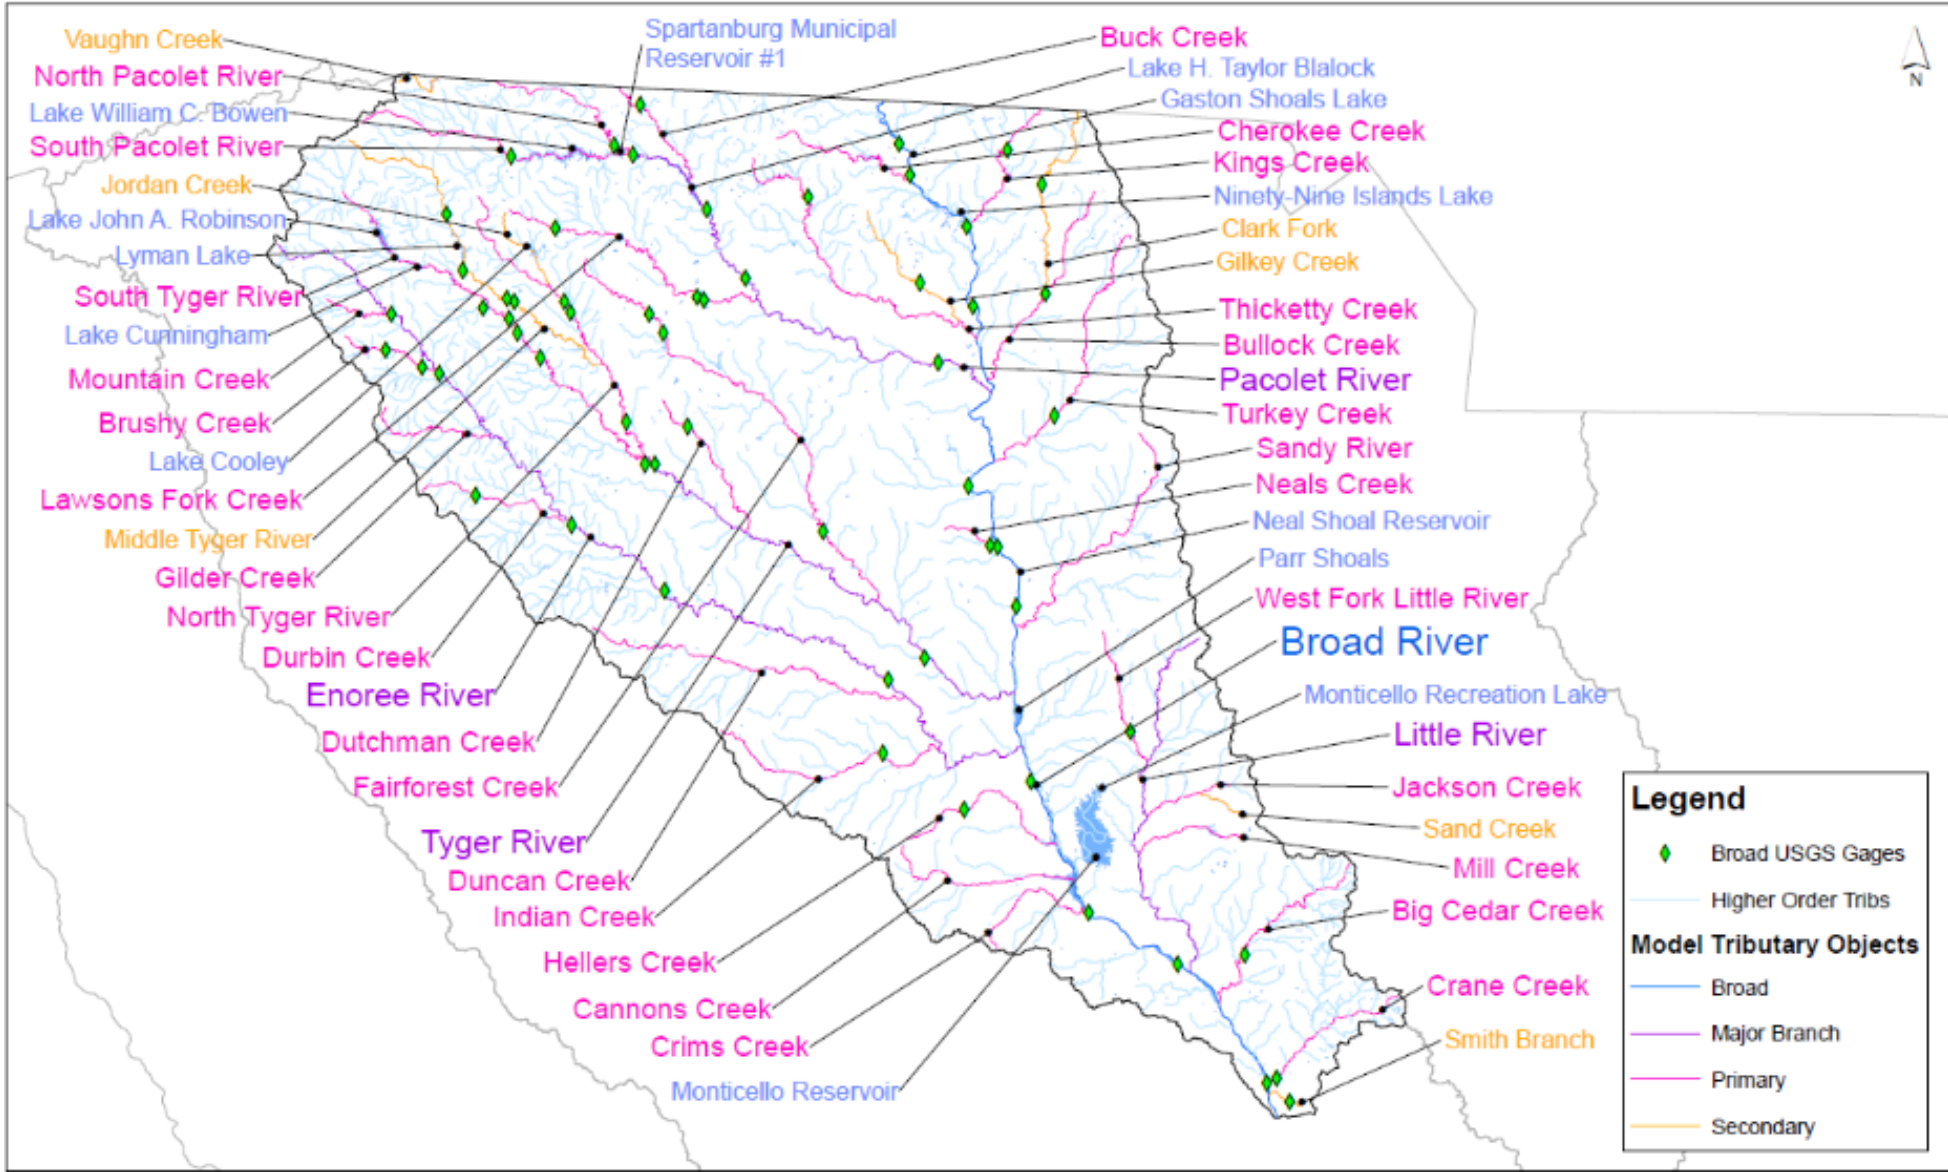 Vaughn Creek
North Pacolet River
Lake William C. Bowen
South Pacolet River
Jordan Creek
Lake John A. Robinson
Lyman Lake
South Tyger River
Lake Cunningham
Mountain Creek
Brushy Creek
Lake Cooley
Lawsons Fork Creek
Middle Tyger River
Gilder Creek
North Tyger River
Durbin Creek
Enoree River
Dutchman Creek
Fairforest Creek
Tyger River
Duncan Creek
Indian Creek
Hellers Creek
Cannons Creek
Crims Creek
Monticello Reservoir
Spartanburg Municipal
Reservoir #1
Buck Creek
Lake H. Taylor Blalock
Gaston Shoals Lake
Cherokee Creek
Kings Creek
Ninety-Nine Islands Lake
Clark Fork
Gilkey Creek
Thicketty Creek
Bullock Creek
Pacolet River
Turkey Creek
Sandy River
Neals Creek
Neal Shoal Reservoir
Parr Shoals
West Fork Little River
Broad River
Monticello Recreation Lake
Little River
Jackson Creek
Sand Creek
Mill Creek
Big Cedar Creek
Crane Creek
Smith Branch
N
Legend
Broad USGS Gages
Higher Order Tribs
Model Tributary Objects
Broad
Major Branch
Primary
Secondary